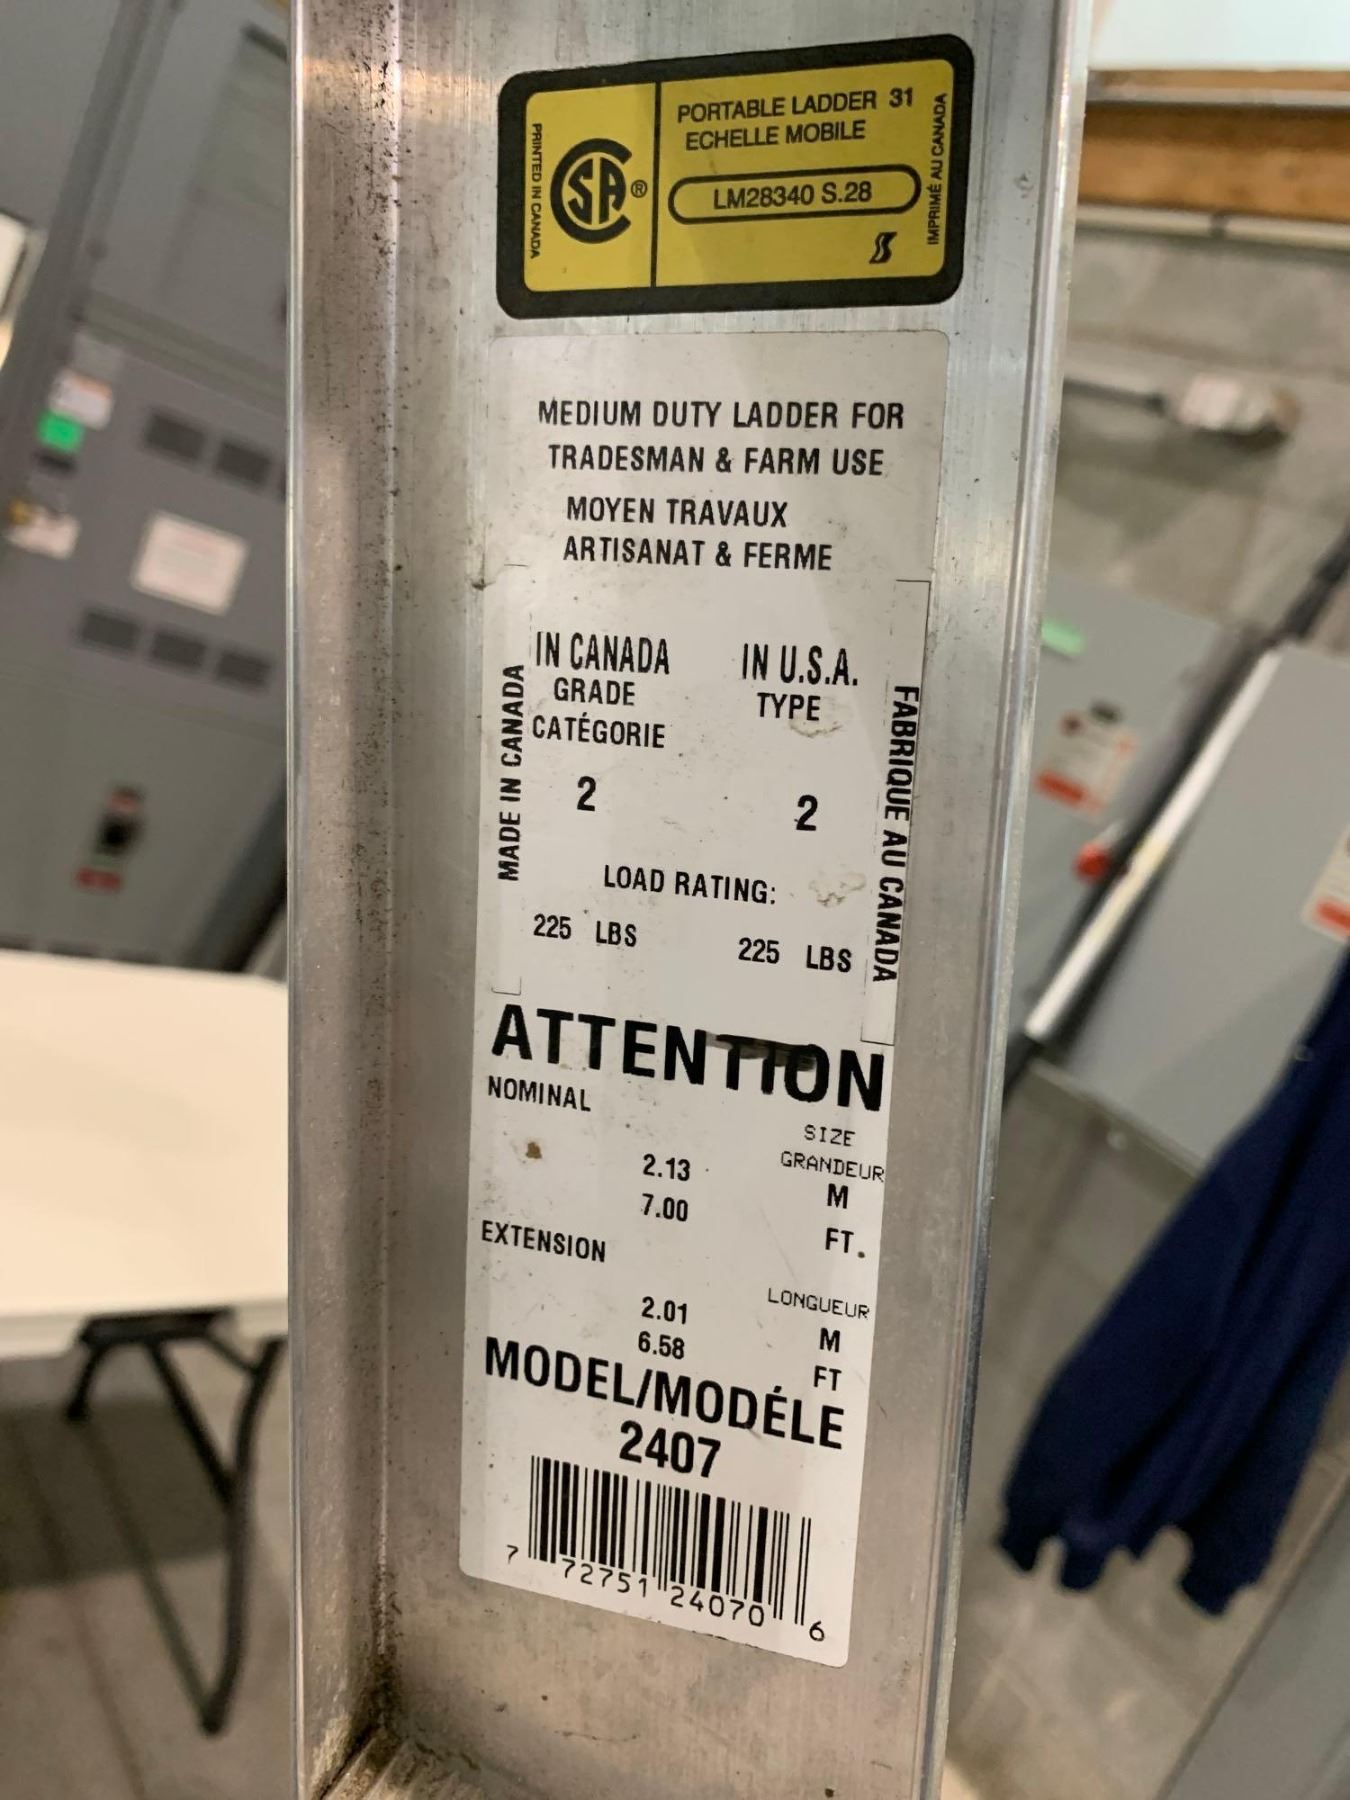 PRINTED IN CANADA
CSA ®
PORTABLE LADDER 31
ECHELLE MOBILE
LM28340 S.28
IMPRIMÉ AU CANADA
MEDIUM DUTY LADDER FOR
TRADESMAN & FARM USE
MOYEN TRAVAUX
ARTISANAT & FERME
MADE IN CANADA
IN CANADA IN U.S.A.
GRADE TYPE
CATÉGORIE
2 2
LOAD RATING:
225 LBS 225 LBS
FABRIQUE AU CANADA
ATTENTION
NOMINAL
SIZE
GRANDEUR
2.13 M
7.00 FT.
EXTENSION
LONGUEUR
2.01 M
6.58 FT
MODEL/MODÉLE
2407
7 72751 24070 6